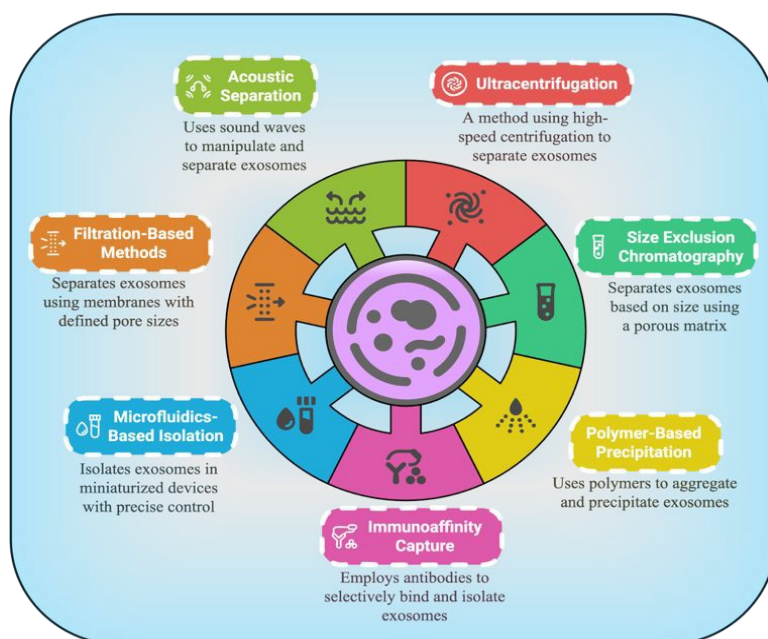 Acoustic
Separation
Uses sound waves
to manipulate and
separate exosomes
Ultracentrifugation
A method using high-
speed centrifugation to
separate exosomes
Filtration-Based
Methods
Separates exosomes
using membranes with
defined pore sizes
Size Exclusion
Chromatography
Separates exosomes
based on size using
a porous matrix
Microfluidics-
Based Isolation
Isolates exosomes in
miniaturized devices
with precise control
Polymer-Based
Precipitation
Uses polymers to aggregate
and precipitate exosomes
Immunoaffinity
Capture
Employs antibodies to
selectively bind and isolate
exosomes